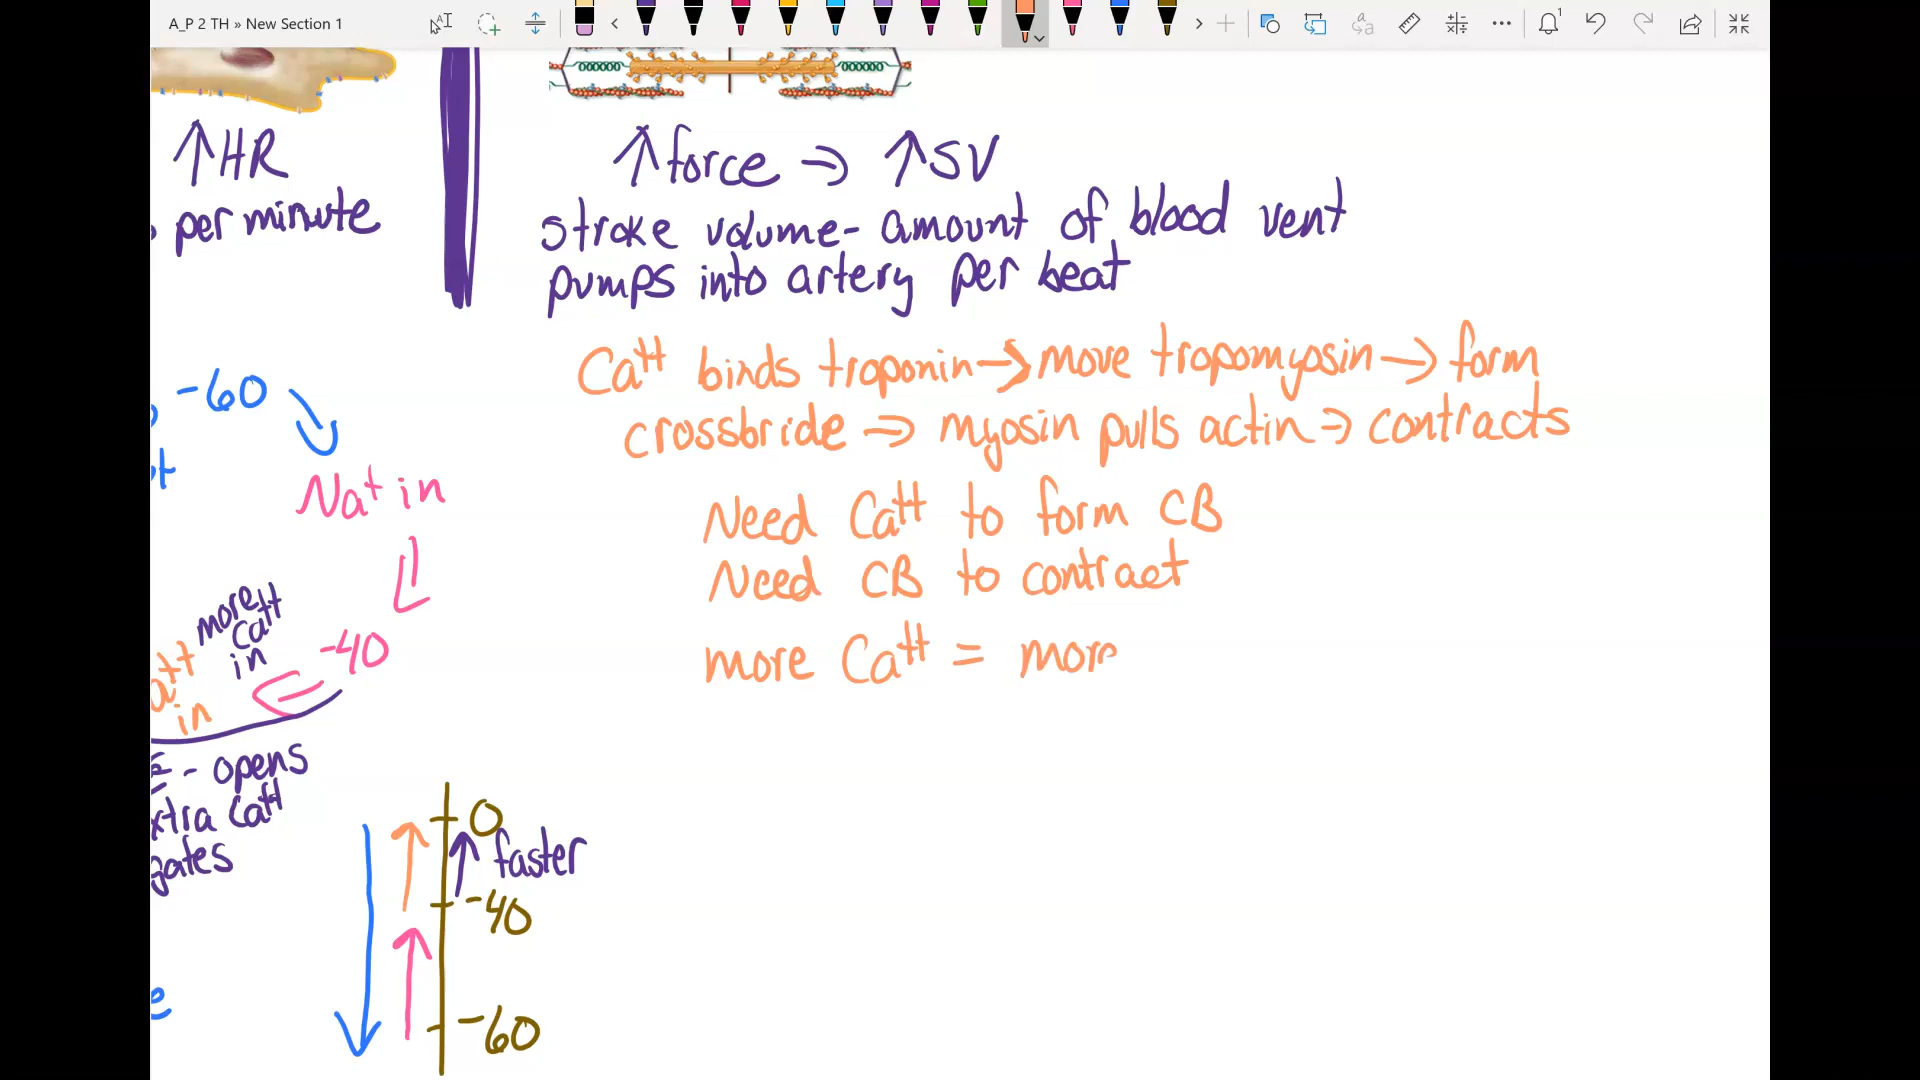 A_P 2 TH » New Section 1
↑HR
per minute
↑force → ↑SV
stroke volume- amount of blood vent
pumps into artery per beat
Ca++ binds troponin → move tropomyosin → form
crossbride → myosin pulls actin → contracts
Need Ca++ to form CB
Need CB to contract
more Ca++ = more
-60
Na+ in
-40
more
Ca++
in
in
- opens
Ca++
gates
0
faster
-40
-60